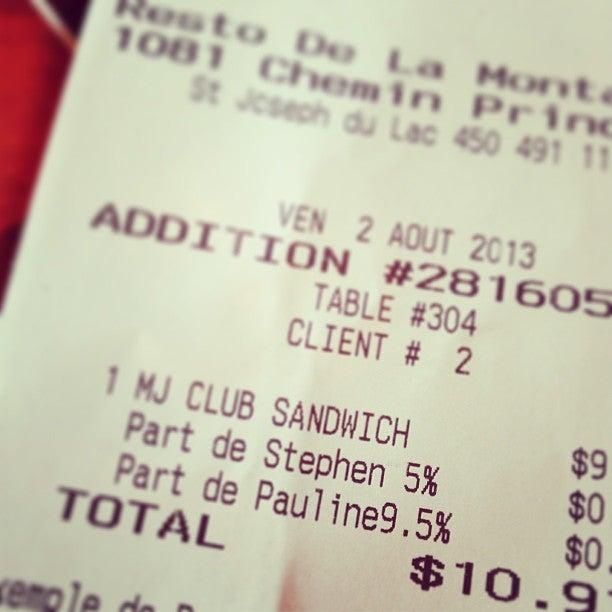 Resto De La Monta
1081 Chemin Princ
St Joseph du Lac 450 491 11
VEN 2 AOUT 2013
ADDITION #281605
TABLE #304
CLIENT # 2
1 MJ CLUB SANDWICH $9
Part de Stephen 5% $0
Part de Pauline9.5% $0.
TOTAL $10.9